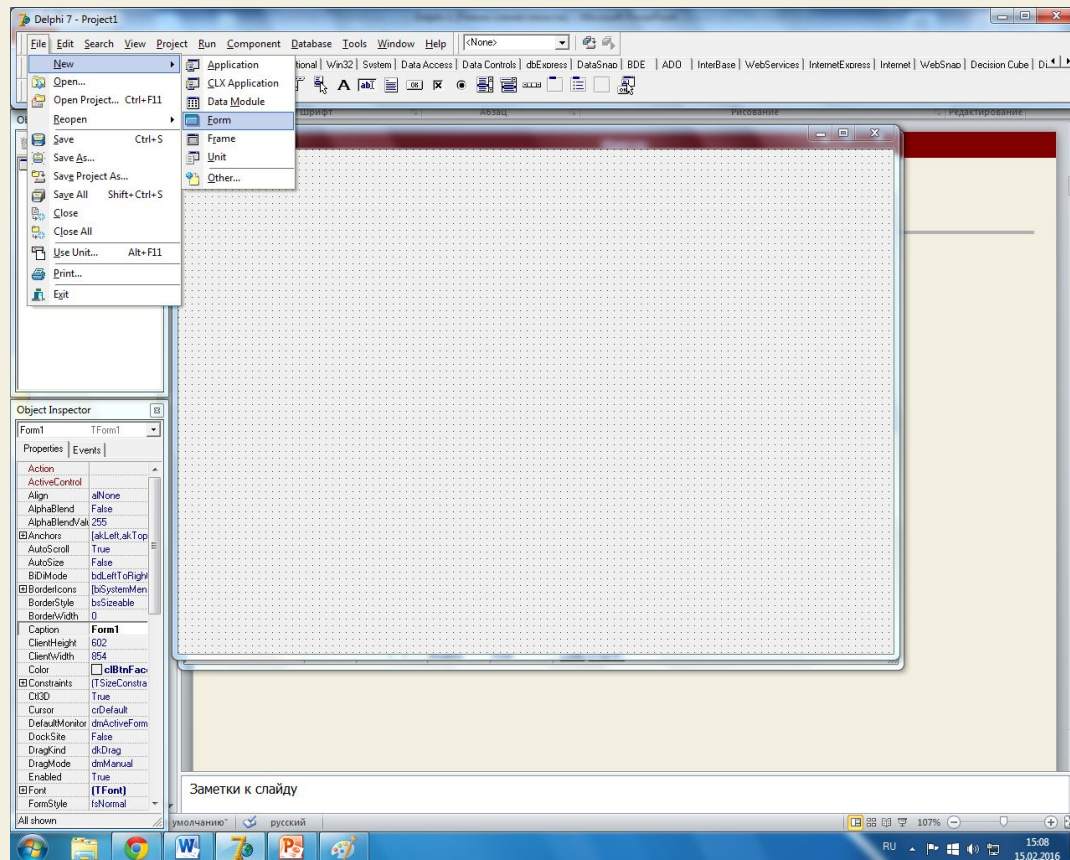 Delphi 7 - Project1
File Edit Search View Project Run Component Database Tools Window Help <None>
Win32 System Data Access Data Controls dbExpress DataSnap BDE ADO InterBase WebServices InternetExpress Internet WebSnap Decision Cube
New
Open...
Open Project... Ctrl+F11
Reopen
Save Ctrl+S
Save As...
Save Project As...
Save All Shift+Ctrl+S
Close
Close All
Use Unit... Alt+F11
Print...
Exit
Application
CLX Application
Data Module
Form
Frame
Unit
Other...
Шрифт Абзац Рисование Редактирование
Object Inspector
Form1 TForm1
Properties Events
Action
ActiveControl
Align alNone
AlphaBlend False
AlphaBlendValu 255
Anchors [akLeft,akTop
AutoScroll True
AutoSize False
BiDiMode bdLeftToRight
BorderIcons [biSystemMen
BorderStyle bsSizeable
BorderWidth 0
Caption Form1
ClientHeight 602
ClientWidth 854
Color clBtnFac
Constraints (TSizeConstra
Ctl3D True
Cursor crDefault
DefaultMonitor dmActiveForm
DockSite False
DragKind dkDrag
DragMode dmManual
Enabled True
Font (TFont)
FormStyle fsNormal
All shown
Заметки к слайду
умолчанию" русский 107%
RU 15:08
15.02.2016